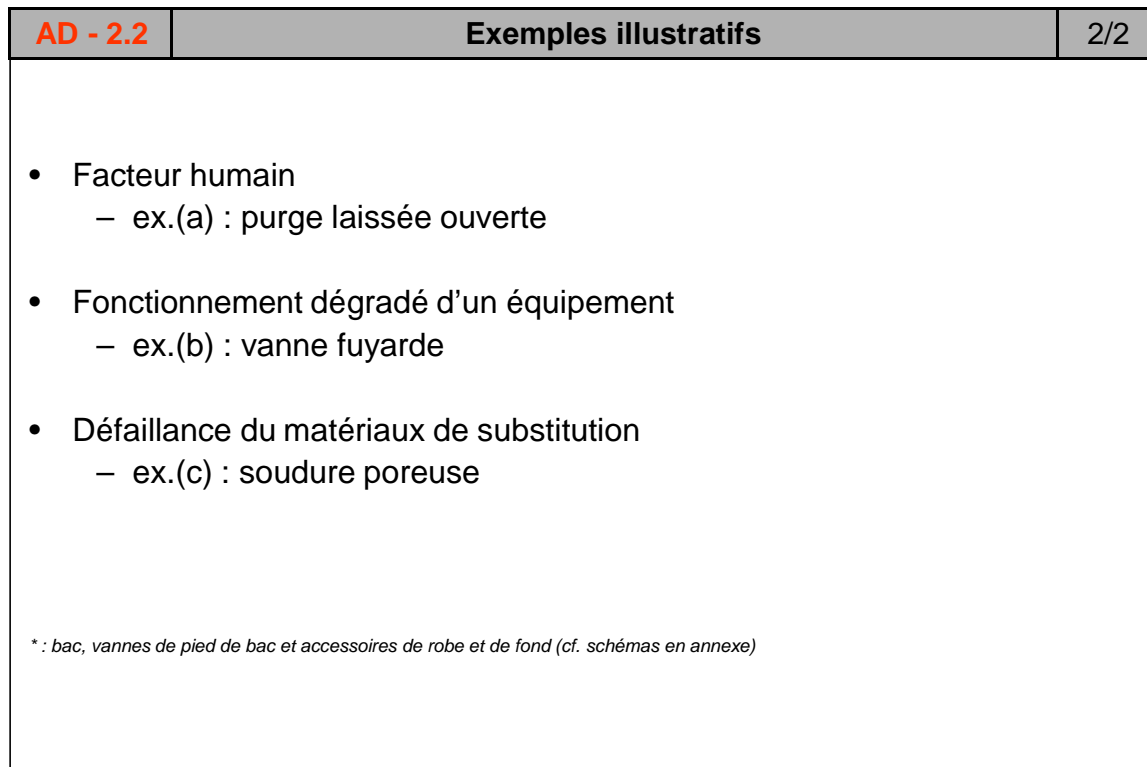 AD - 2.2 Exemples illustratifs 2/2
• Facteur humain
– ex.(a) : purge laissée ouverte
• Fonctionnement dégradé d’un équipement
– ex.(b) : vanne fuyarde
• Défaillance du matériaux de substitution
– ex.(c) : soudure poreuse
* : bac, vannes de pied de bac et accessoires de robe et de fond (cf. schémas en annexe)